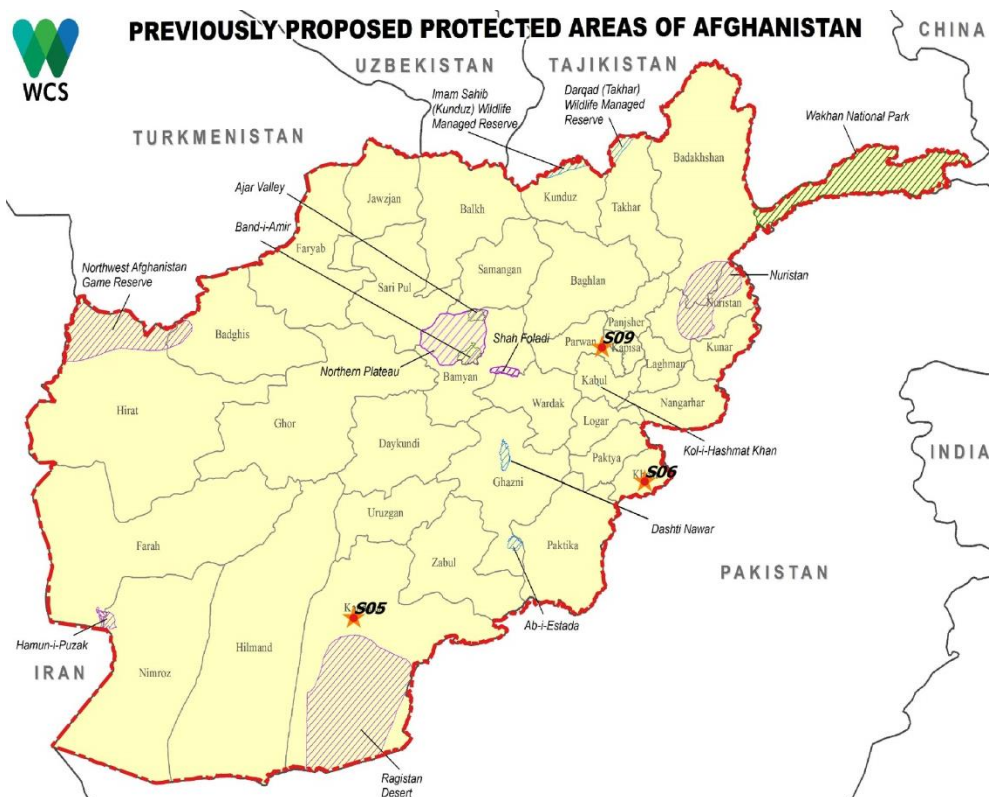 PREVIOUSLY PROPOSED PROTECTED AREAS OF AFGHANISTAN
WCS
CHINA
UZBEKISTAN
TAJIKISTAN
TURKMENISTAN
Imam Sahib
(Kunduz) Wildlife
Managed Reserve
Darqad (Takhar)
Wildlife Managed
Reserve
Wakhan National Park
Badakhshan
Ajar Valley
Jawzjan
Balkh
Kunduz
Takhar
Band-i-Amir
Faryab
Samangan
Northwest Afghanistan
Game Reserve
Sari Pul
Baghlan
Nuristan
Nuristan
Badghis
Panjsher
S09
Shah Foladi
Parwan
Kapisa
Kunar
Northern Plateau
Bamyan
Laghman
Kabul
Hirat
Wardak
Nangarhar
Ghor
Logar
Daykundi
Kol-i-Hashmat Khan
INDIA
Paktya
S06
Ghazni
Uruzgan
Dashti Nawar
Farah
Paktika
Zabul
PAKISTAN
S05
Ab-i-Estada
Hamun-i-Puzak
Hilmand
IRAN
Nimroz
Ragistan
Desert